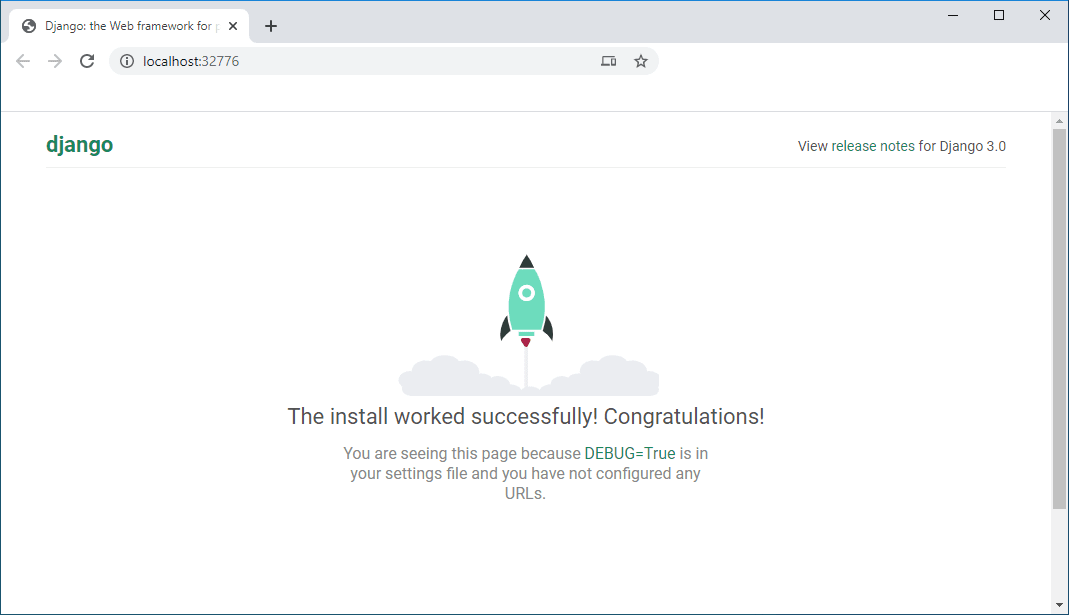 Django: the Web framework for p
localhost:32776
django
View release notes for Django 3.0
The install worked successfully! Congratulations!
You are seeing this page because DEBUG=True is in
your settings file and you have not configured any
URLs.